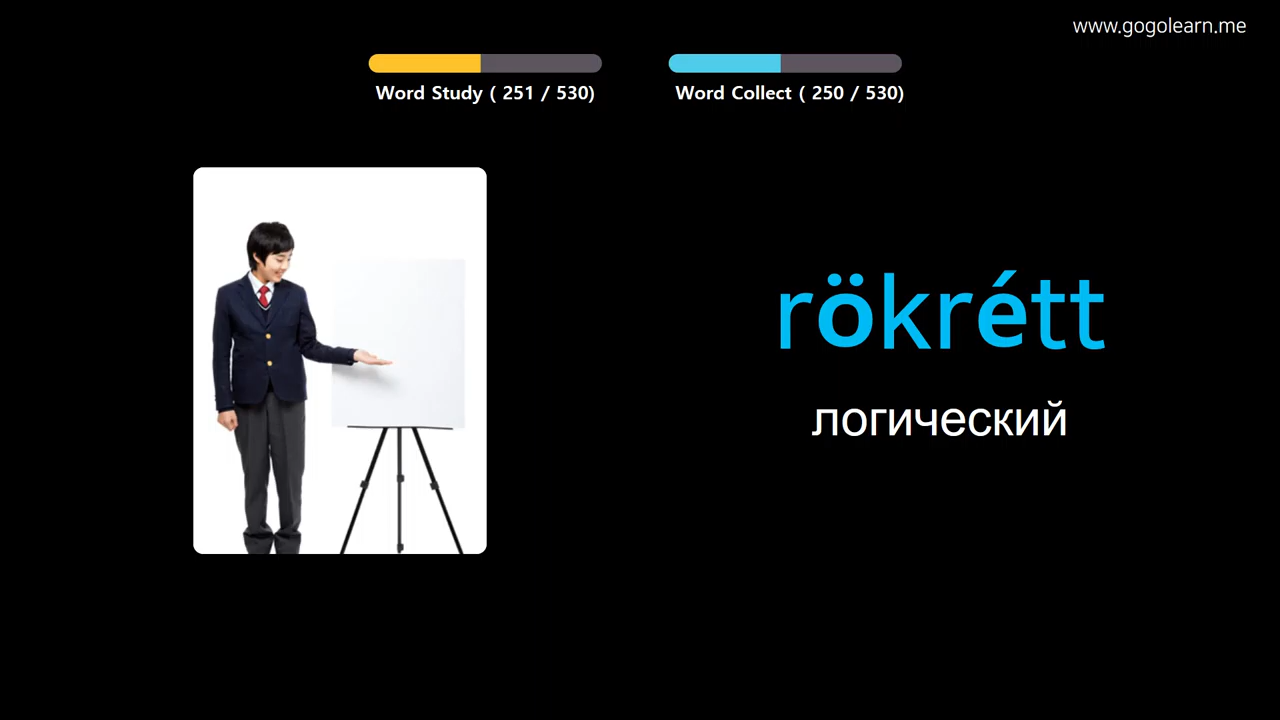 www.gogolearn.me
Word Study ( 251 / 530)
Word Collect ( 250 / 530)
rökrétt
логический